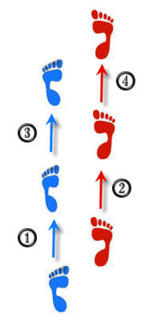 ④
③
②
①